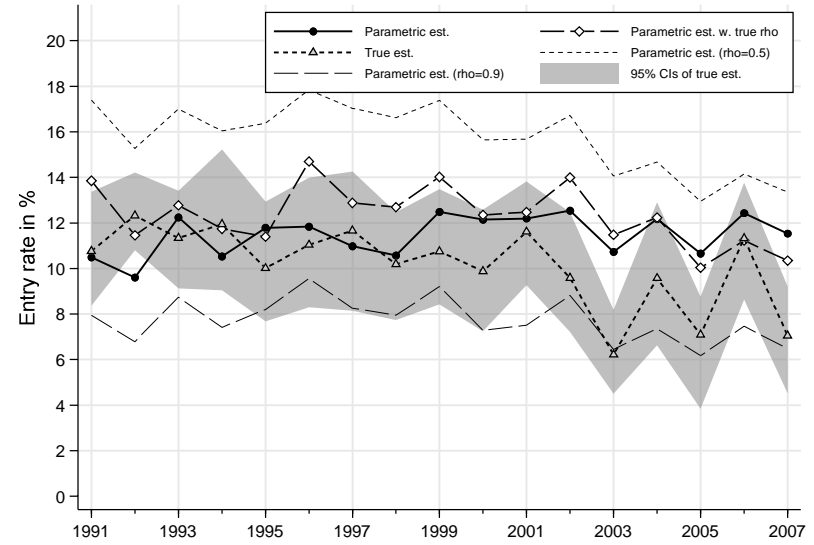 Parametric est.
Parametric est. w. true rho
True est.
Parametric est. (rho=0.5)
Parametric est. (rho=0.9)
95% CIs of true est.
Entry rate in %
20
18
16
14
12
10
8
6
4
2
0
1991 1993 1995 1997 1999 2001 2003 2005 2007